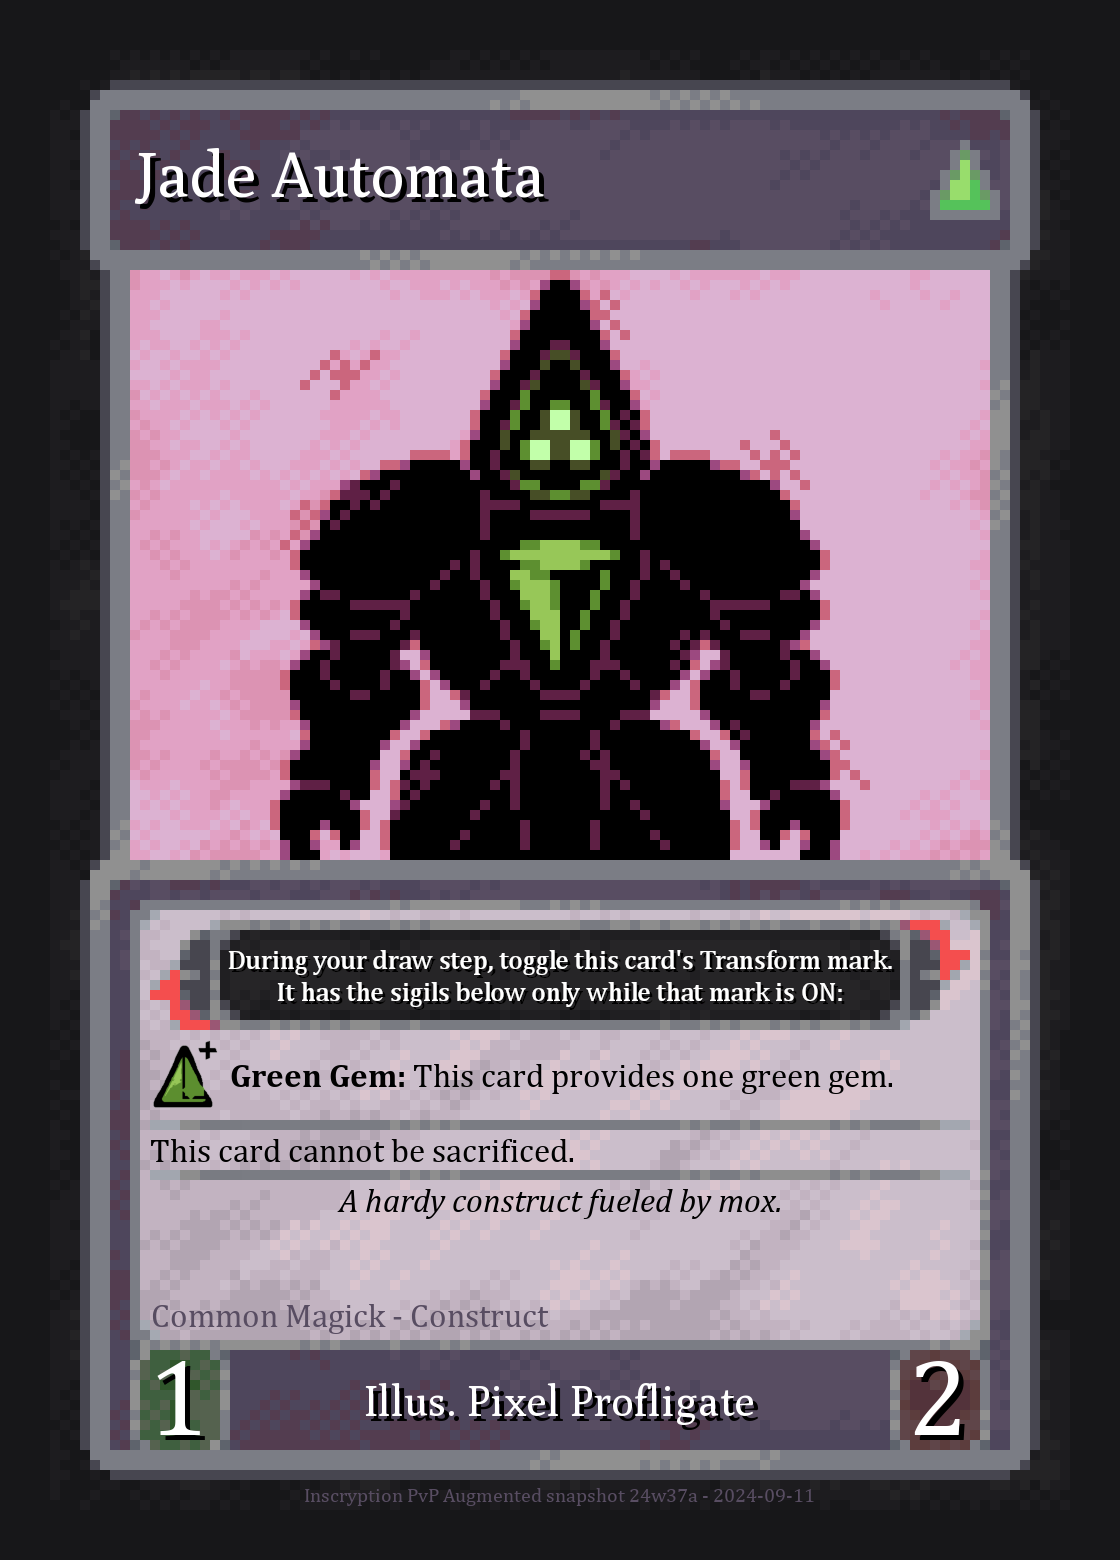 Jade Automata
During your draw step, toggle this card's Transform mark.
It has the sigils below only while that mark is ON:
Green Gem: This card provides one green gem.
This card cannot be sacrificed.
A hardy construct fueled by mox.
Common Magick - Construct
1
Illus. Pixel Profligate
2
Inscryption PvP Augmented snapshot 24w37a - 2024-09-11